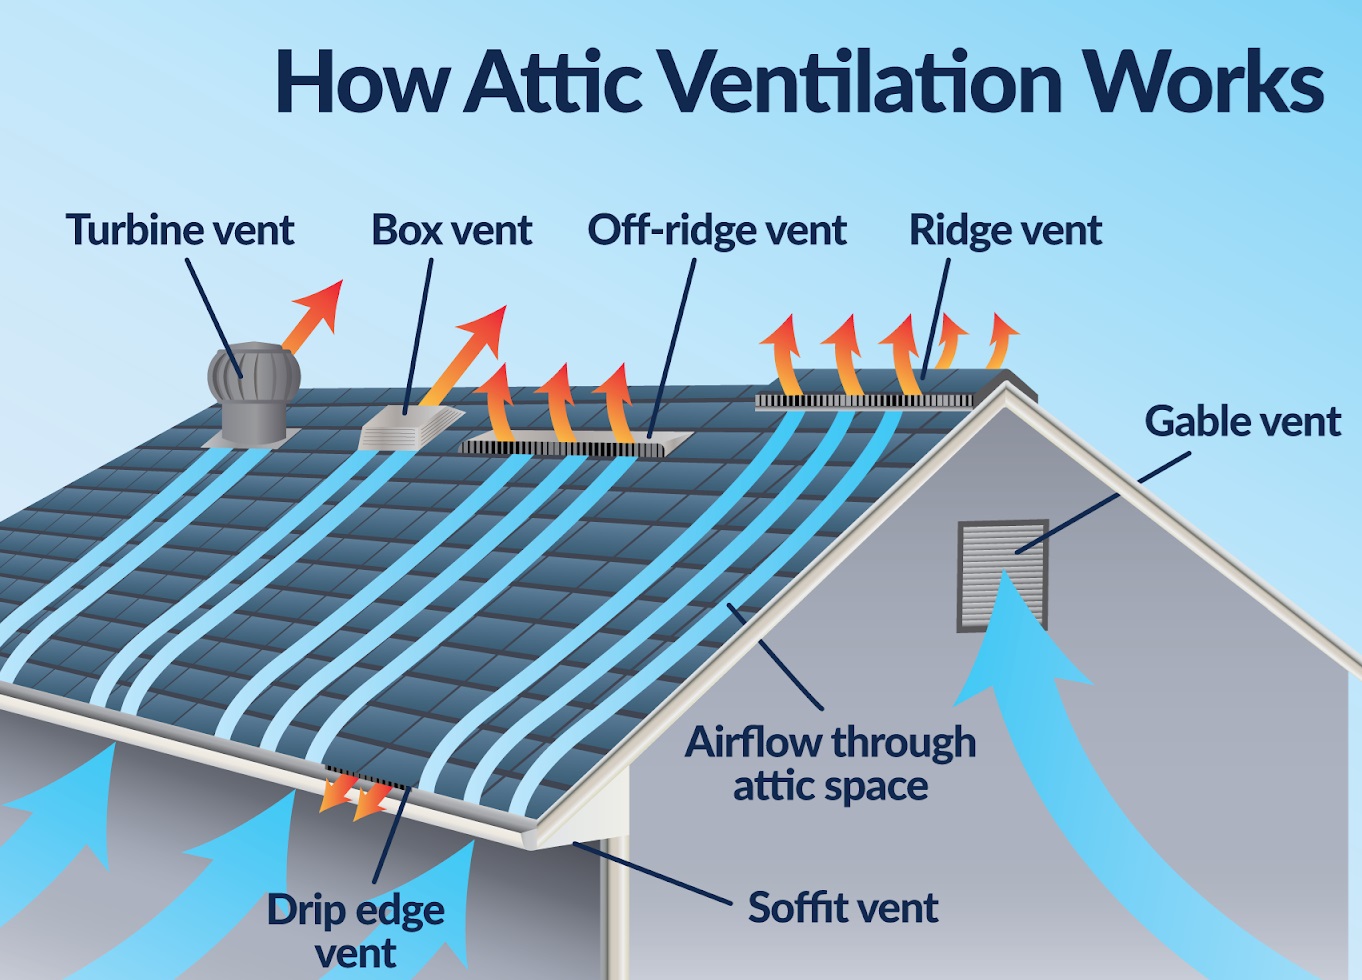 How Attic Ventilation Works
Turbine vent
Box vent
Off-ridge vent
Ridge vent
Gable vent
Airflow through
attic space
Drip edge
vent
Soffit vent